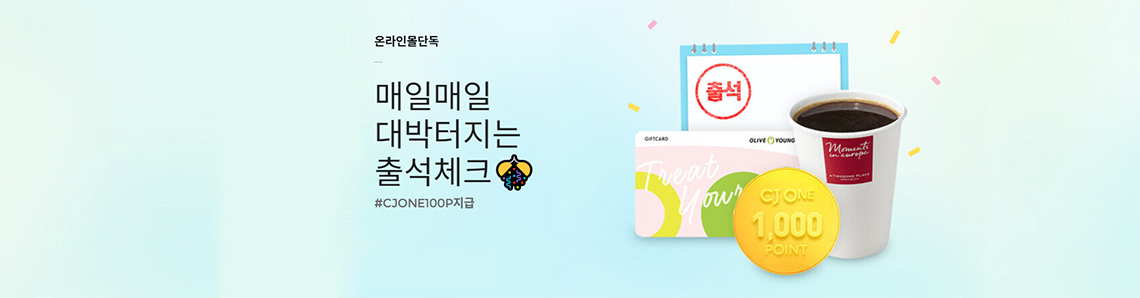 온라인몰단독
매일매일
대박터지는
출석체크
#CJONE100P지급
출석
GIFTCARD
OLIVE YOUNG
Treat
Your
CJ ONE
1,000
POINT
Moments
in europe
A TWOSOME PLACE